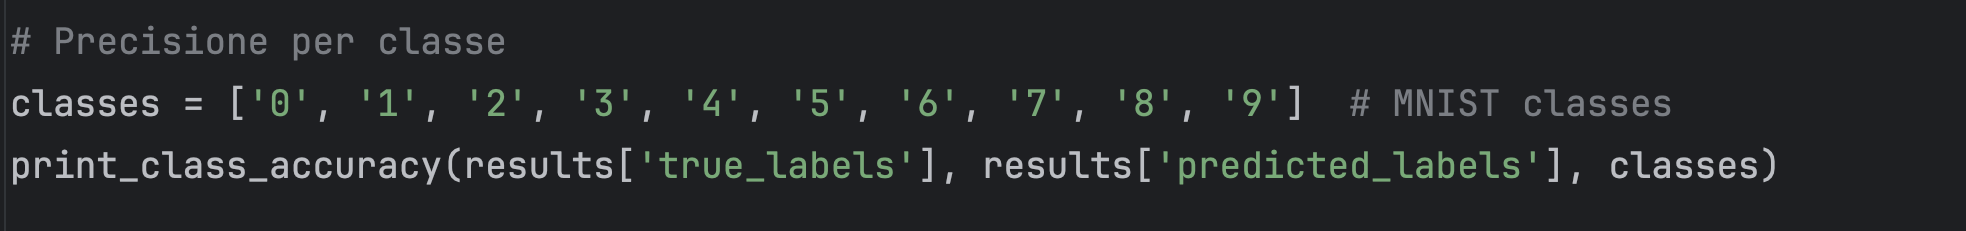 # Precisione per classe
classes = ['0', '1', '2', '3', '4', '5', '6', '7', '8', '9']  # MNIST classes
print_class_accuracy(results['true_labels'], results['predicted_labels'], classes)